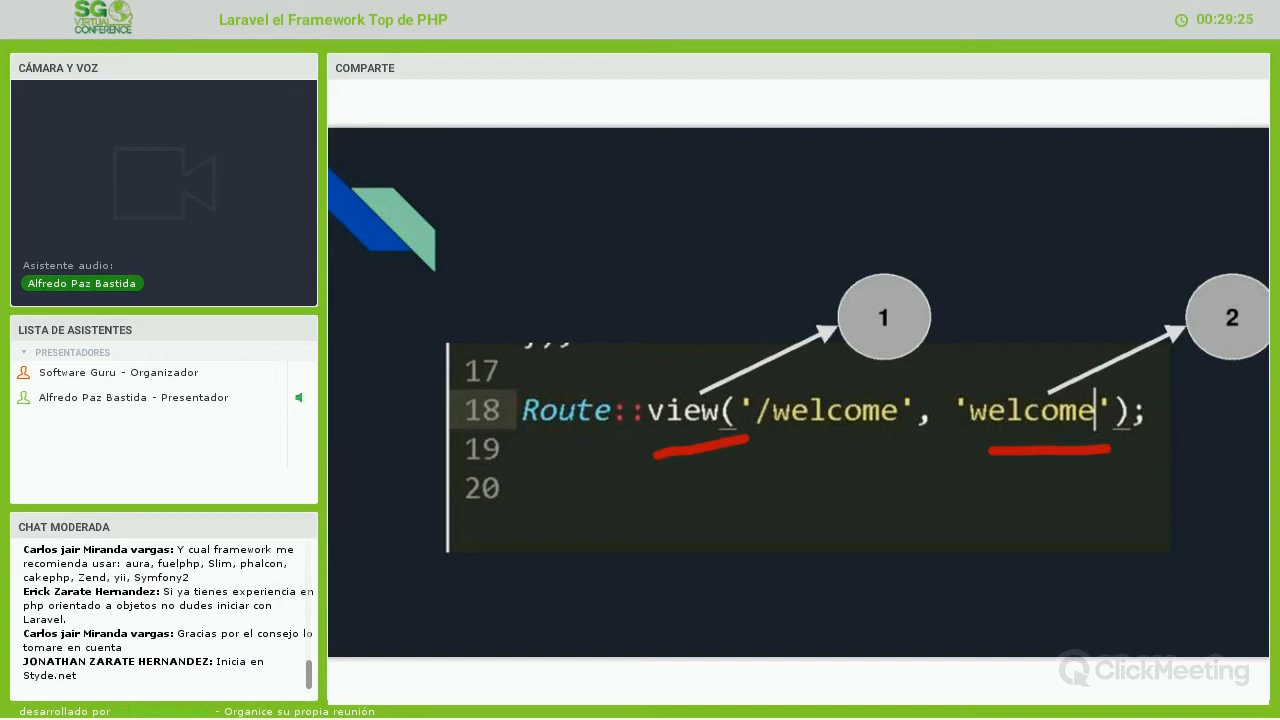 SG
VIRTUAL
CONFERENCE
Laravel el Framework Top de PHP
00:29:25
CÁMARA Y VOZ
Asistente audio:
Alfredo Paz Bastida
LISTA DE ASISTENTES
PRESENTADORES
Software Guru - Organizador
Alfredo Paz Bastida - Presentador
CHAT MODERADA
Carlos jair Miranda vargas: Y cual framework me
recomienda usar: aura, fuelphp, Slim, phalcon,
cakephp, Zend, yii, Symfony2
Erick Zarate Hernandez: Si ya tienes experiencia en
php orientado a objetos no dudes iniciar con
Laravel.
Carlos jair Miranda vargas: Gracias por el consejo lo
tomare en cuenta
JONATHAN ZARATE HERNANDEZ: Inicia en
Styde.net
COMPARTE
1
2
17
18 Route::view('/welcome', 'welcome');
19
20
ClickMeeting
desarrollado por
- Organice su propia reunión